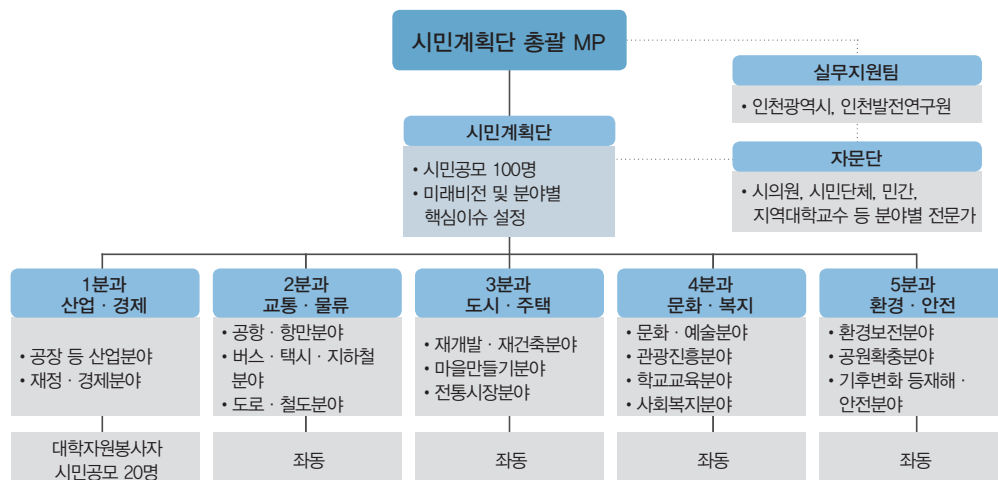 시민계획단 총괄 MP
실무지원팀
• 인천광역시, 인천발전연구원
시민계획단
• 시민공모 100명
• 미래비전 및 분야별
핵심이슈 설정
자문단
• 시의원, 시민단체, 민간,
지역대학교수 등 분야별 전문가
1분과
산업 · 경제
• 공장 등 산업분야
• 재정 · 경제분야
대학자원봉사자
시민공모 20명
2분과
교통 · 물류
• 공항 · 항만분야
• 버스 · 택시 · 지하철
분야
• 도로 · 철도분야
좌동
3분과
도시 · 주택
• 재개발 · 재건축분야
• 마을만들기분야
• 전통시장분야
좌동
4분과
문화 · 복지
• 문화 · 예술분야
• 관광진흥분야
• 학교교육분야
• 사회복지분야
좌동
5분과
환경 · 안전
• 환경보전분야
• 공원확충분야
• 기후변화 등재해 ·
안전분야
좌동